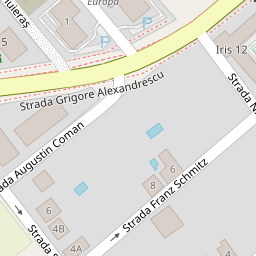 Europa
1
5
P
P
Iris 12
Strada Grigore Alexandrescu
Augustin Coman
Strada Franz Schmitz
6
8
6
4B
4A
Strada